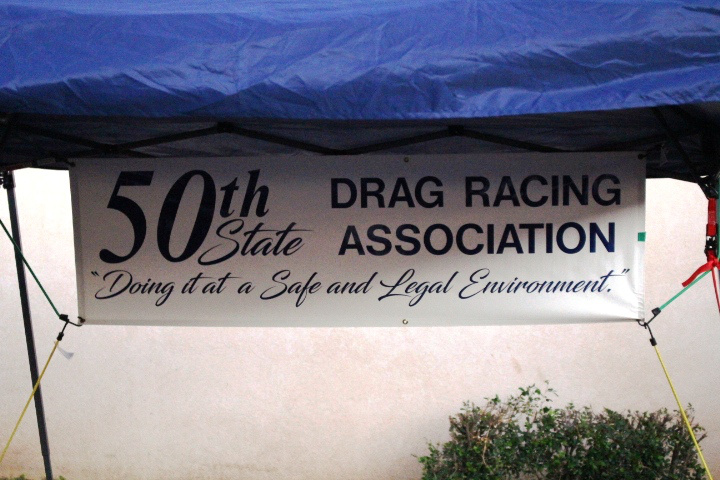 50th State DRAG RACING ASSOCIATION
"Doing it at a Safe and Legal Environment."